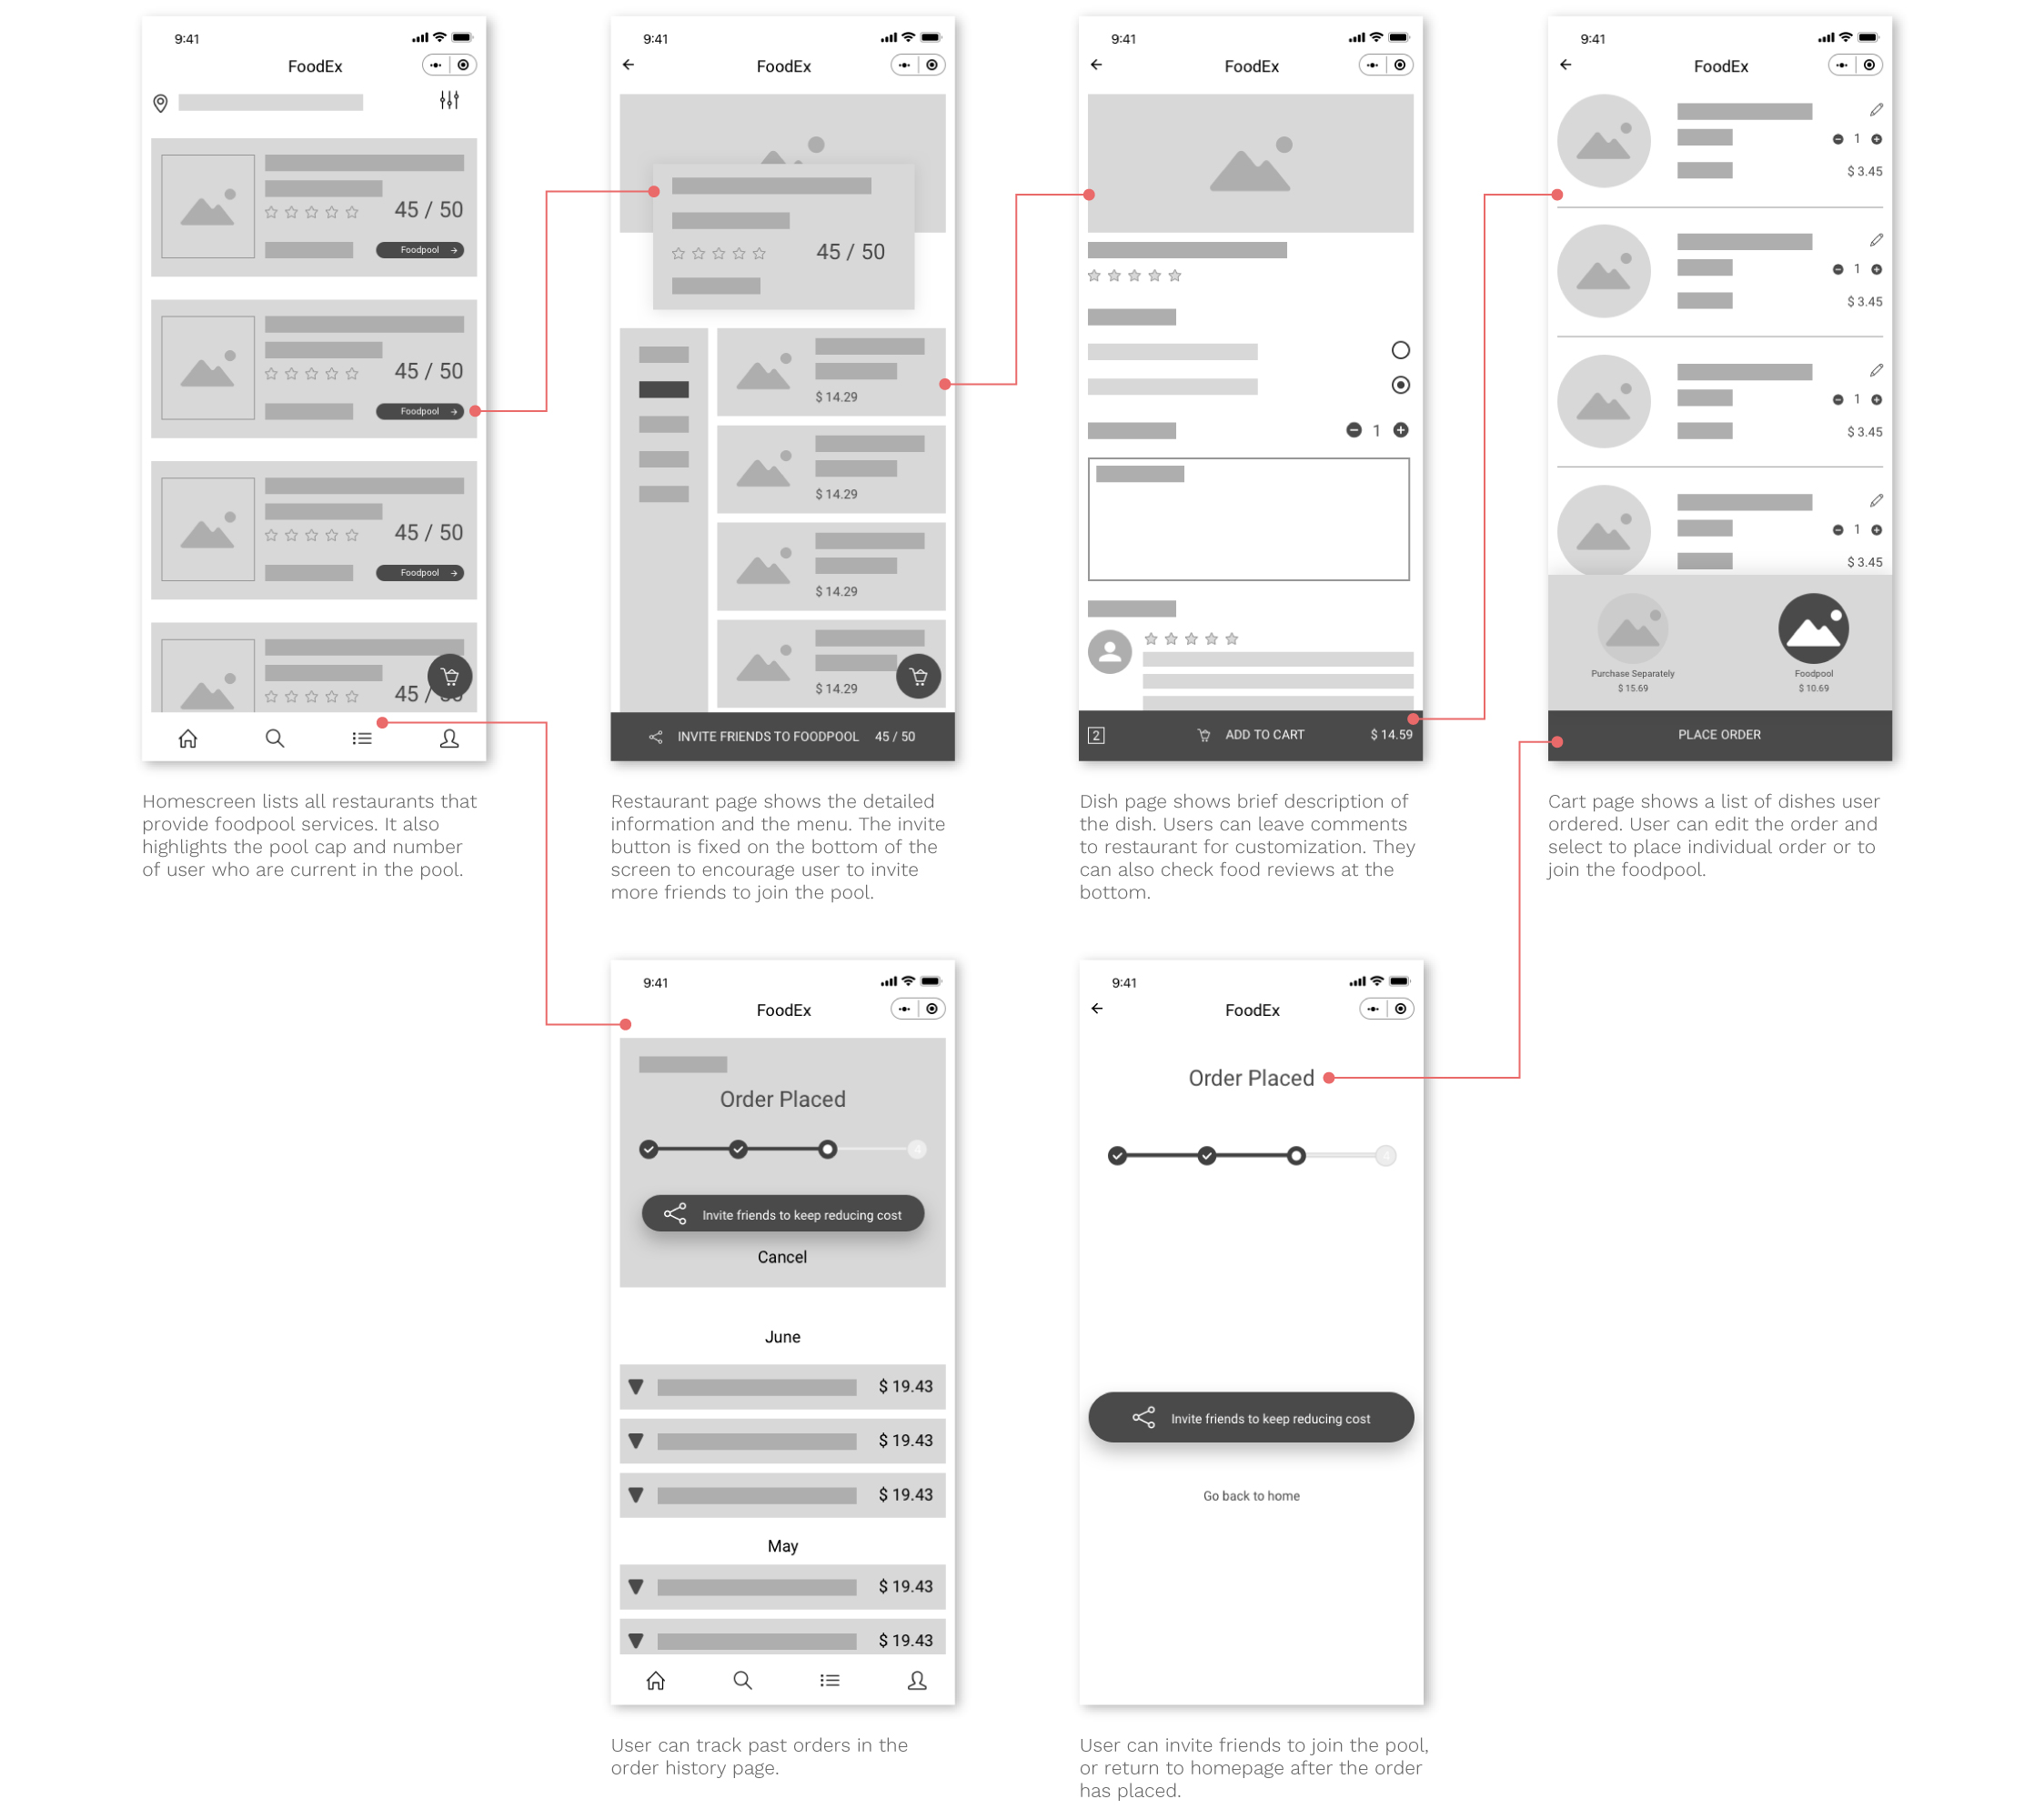 9:41
FoodEx
45 / 50
Foodpool
45 / 50
Foodpool
45 / 50
Foodpool
45 /
Homescreen lists all restaurants that
provide foodpool services. It also
highlights the pool cap and number
of user who are current in the pool.
9:41
FoodEx
45 / 50
$ 14.29
$ 14.29
$ 14.29
$ 14.29
INVITE FRIENDS TO FOODPOOL 45 / 50
Restaurant page shows the detailed
information and the menu. The invite
button is fixed on the bottom of the
screen to encourage user to invite
more friends to join the pool.
9:41
FoodEx
1
2 ADD TO CART $ 14.59
Dish page shows brief description of
the dish. Users can leave comments
to restaurant for customization. They
can also check food reviews at the
bottom.
9:41
FoodEx
1
$ 3.45
1
$ 3.45
1
$ 3.45
1
$ 3.45
Purchase Separately
$ 15.69
Foodpool
$ 10.69
PLACE ORDER
Cart page shows a list of dishes user
ordered. User can edit the order and
select to place individual order or to
join the foodpool.
9:41
FoodEx
Order Placed
4
Invite friends to keep reducing cost
Cancel
June
$ 19.43
$ 19.43
$ 19.43
May
$ 19.43
$ 19.43
User can track past orders in the
order history page.
9:41
FoodEx
Order Placed
Invite friends to keep reducing cost
Go back to home
User can invite friends to join the pool,
or return to homepage after the order
has placed.